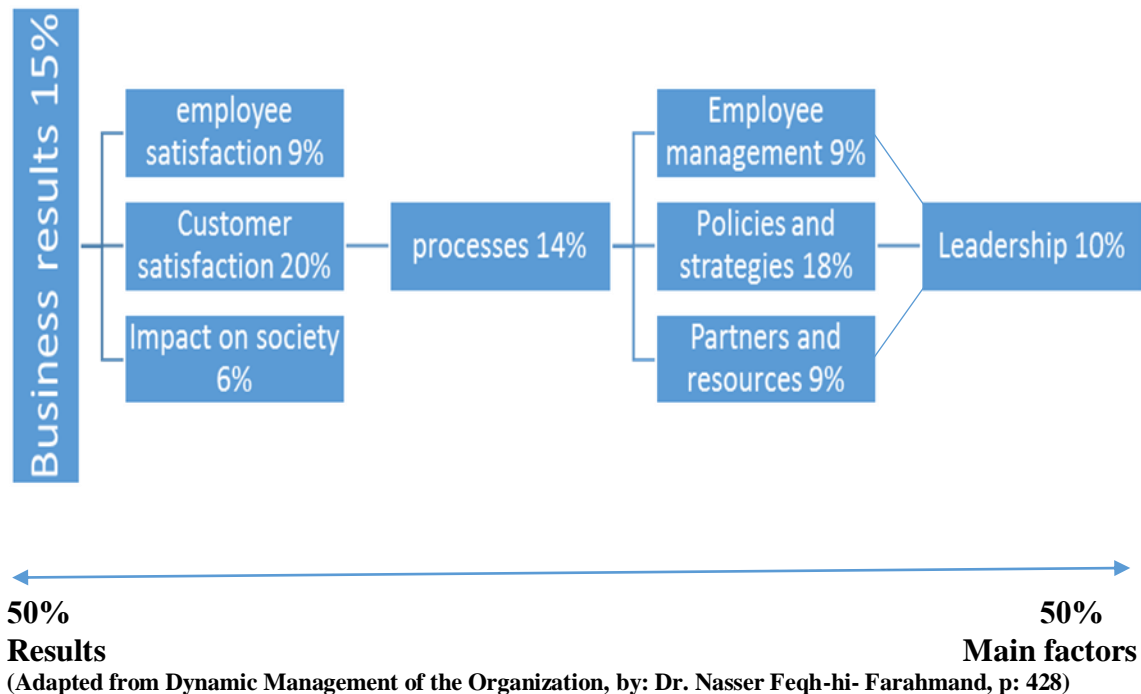 Business results 15%
employee
satisfaction 9%
Customer
satisfaction 20%
Impact on society
6%
processes 14%
Employee
management 9%
Policies and
strategies 18%
Partners and
resources 9%
Leadership 10%
50%
Results
50%
Main factors
(Adapted from Dynamic Management of the Organization, by: Dr. Nasser Feqh-hi- Farahmand, p: 428)